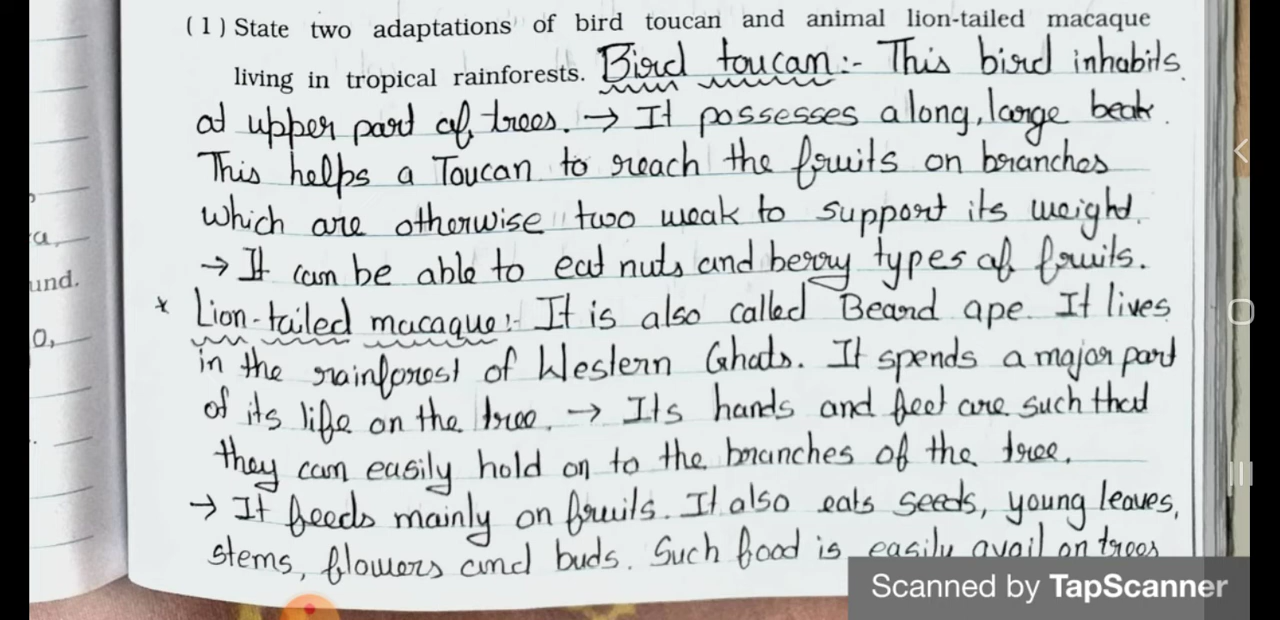 (1) State two adaptations of bird toucan and animal lion-tailed macaque
living in tropical rainforests. Bird toucan:- This bird inhabits
at upper part of trees. → It possesses a long, large beak.
This helps a Toucan to reach the fruits on branches
which are otherwise two weak to support its weight.
→ It can be able to eat nuts and berry types of fruits.
* Lion-tailed macaque:- It is also called Beard ape. It lives
in the rainforest of Western Ghats. It spends a major part
of its life on the tree. → Its hands and feet are such that
they can easily hold on to the branches of the tree.
→ It feeds mainly on fruits. It also eats seeds, young leaves,
stems, flowers and buds. Such food is easily avail on trees
a,
und.
0,
Scanned by TapScanner